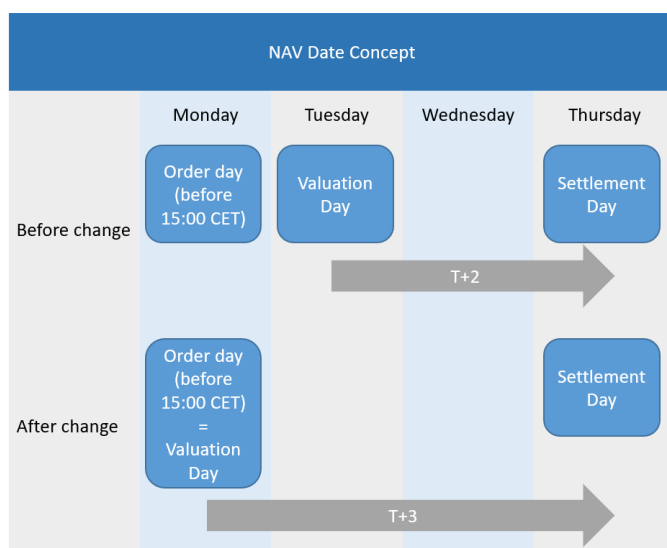 NAV Date Concept
Monday
Tuesday
Wednesday
Thursday
Before change
Order day
(before
15:00 CET)
Valuation
Day
Settlement
Day
T+2
After change
Order day
(before
15:00 CET)
=
Valuation
Day
Settlement
Day
T+3